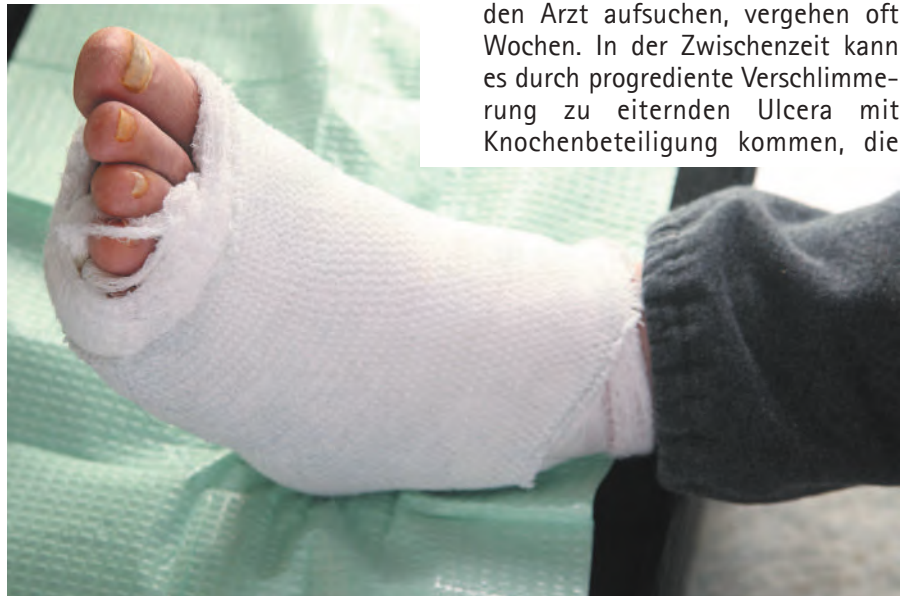 den Arzt aufsuchen, vergehen oft
Wochen. In der Zwischenzeit kann
es durch progrediente Verschlimme-
rung zu eiternden Ulcera mit
Knochenbeteiligung kommen, die